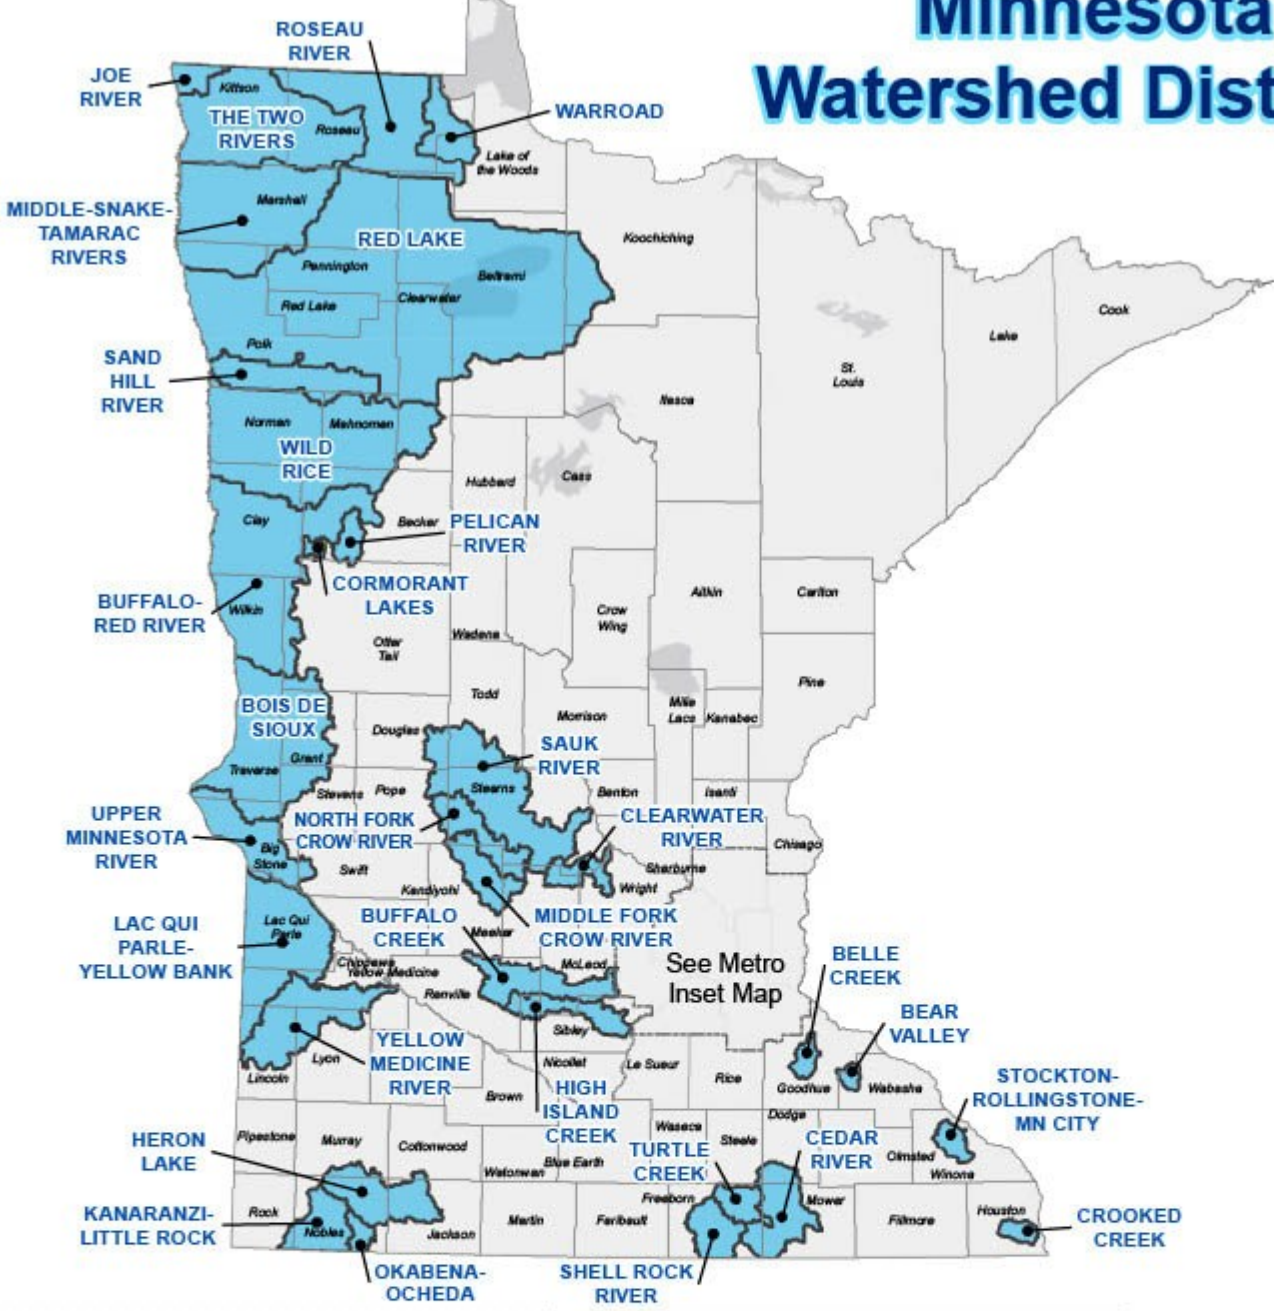 Minnesota
Watershed Dist
ROSEAU
RIVER
JOE
RIVER
Kittson
THE TWO
RIVERS
Roseau
WARROAD
Lake of
the Woods
MIDDLE-SNAKE-
TAMARAC
RIVERS
Marshall
RED LAKE
Koochiching
Pennington
Beltrami
Red Lake
Clearwater
Cook
Lake
Polk
SAND
HILL
RIVER
St.
Louis
Itasca
Norman
Mahnomen
WILD
RICE
Hubbard
Cass
Clay
Becker
PELICAN
RIVER
CORMORANT
LAKES
BUFFALO-
RED RIVER
Wilkin
Aitkin
Carlton
Crow
Wing
Otter
Tail
Wadena
Pine
BOIS DE
SIOUX
Todd
Mille
Lacs
Kanabec
Morrison
Douglas
SAUK
RIVER
Grant
Traverse
Stevens
Pope
Stearns
Benton
Isanti
UPPER
MINNESOTA
RIVER
NORTH FORK
CROW RIVER
CLEARWATER
RIVER
Big
Stone
Chisago
Swift
Sherburne
Kandiyohi
Wright
LAC QUI
PARLE-
YELLOW BANK
Lac Qui
Parle
BUFFALO
CREEK
MIDDLE FORK
CROW RIVER
Meeker
McLeod
See Metro
Inset Map
BELLE
CREEK
Chippewa
Yellow Medicine
Renville
BEAR
VALLEY
Sibley
YELLOW
MEDICINE
RIVER
Lyon
Lincoln
Nicollet
Le Sueur
Rice
Goodhue
Wabasha
STOCKTON-
ROLLINGSTONE-
MN CITY
Brown
HIGH
ISLAND
CREEK
Dodge
HERON
LAKE
Pipestone
Murray
Cottonwood
Watonwan
Blue Earth
Waseca
Steele
TURTLE
CREEK
CEDAR
RIVER
Olmsted
Winona
KANARANZI-
LITTLE ROCK
Rock
Nobles
Jackson
Martin
Faribault
Freeborn
Mower
Fillmore
Houston
CROOKED
CREEK
OKABENA-
OCHEDA
SHELL ROCK
RIVER